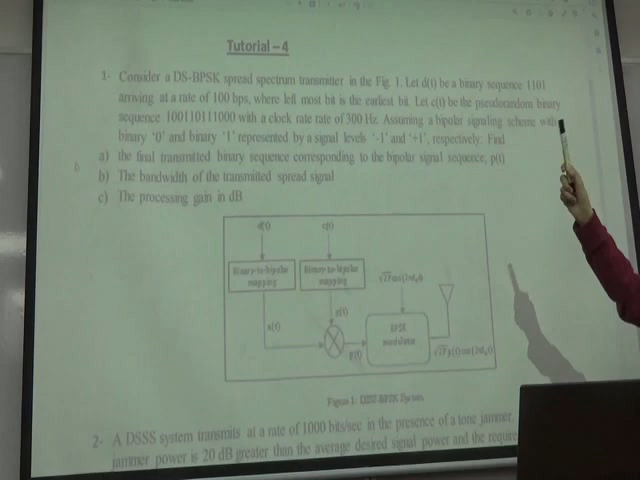 Tutorial – 4
1- Consider a DS-BPSK spread spectrum transmitter in the Fig. 1. Let d(t) be a binary sequence 1101
arriving at a rate of 100 bps, where left most bit is the earliest bit. Let c(t) be the pseudorandom binary
sequence 100110111000 with a clock rate rate of 300 Hz. Assuming a bipolar signaling scheme with
binary '0' and binary '1' represented by a signal levels '-1' and '+1', respectively. Find
a) the final transmitted binary sequence corresponding to the bipolar signal sequence, p(t)
b) The bandwidth of the transmitted spread signal
c) The processing gain in dB
d(t) c(t)
Binary-to-bipolar Binary-to-bipolar
mapping mapping
x(t)
p(t)
BPSK
modulator
Figure 1: DSSS BPSK System
2- A DSSS system transmits at a rate of 1000 bits/sec in the presence of a tone jammer.
jammer power is 20 dB greater than the average desired signal power and the require